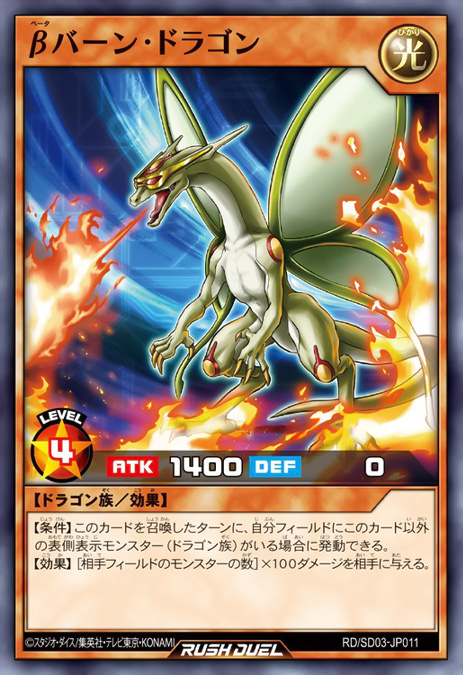 βバーン・ドラゴン
ベータ
光
ひかり
LEVEL
4
ATK 1400 DEF 0
【ドラゴン族／効果】
【条件】このカードを召喚したターンに、自分フィールドにこのカード以外
の表側表示モンスター（ドラゴン族）がいる場合に発動できる。
【効果】［相手フィールドのモンスターの数］×100ダメージを相手に与える。
©スタジオ・ダイス/集英社・テレビ東京・KONAMI
RUSH DUEL
RD/SD03-JP011